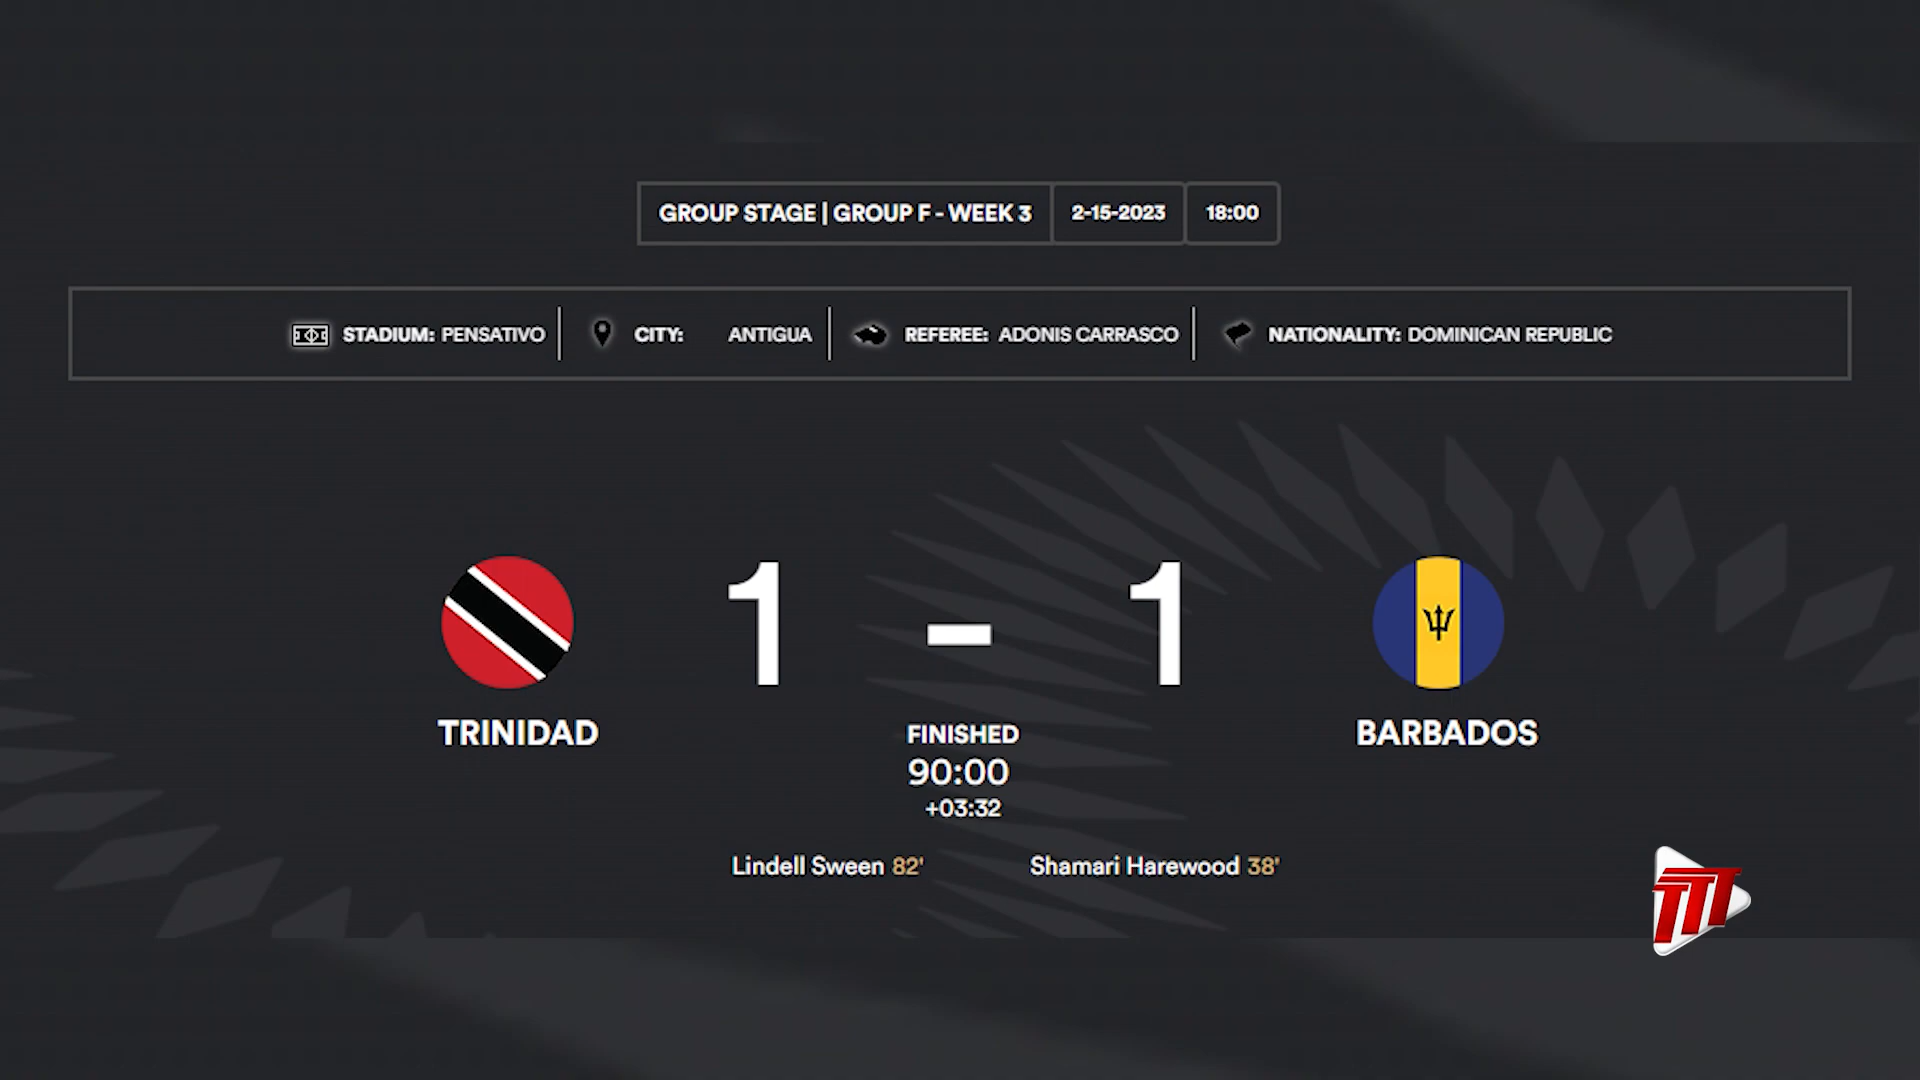 GROUP STAGE | GROUP F - WEEK 3 2-15-2023 18:00
STADIUM: PENSATIVO CITY: ANTIGUA REFEREE: ADONIS CARRASCO NATIONALITY: DOMINICAN REPUBLIC
1 - 1
TRINIDAD FINISHED BARBADOS
90:00
+03:32
Lindell Sween 82' Shamari Harewood 38'
TTT